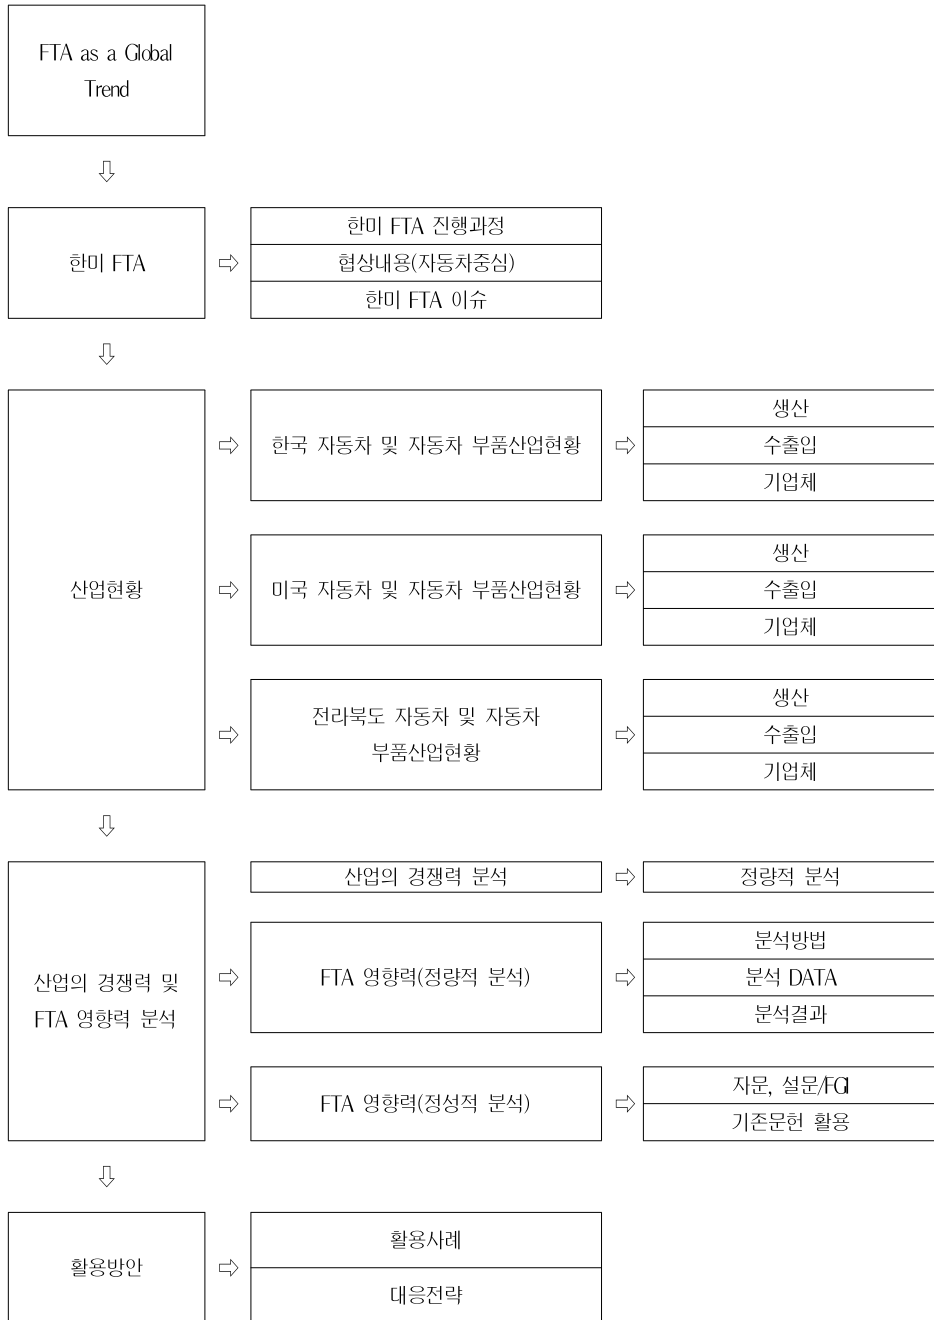 FTA as a Global
Trend
한미 FTA
한미 FTA 진행과정
협상내용(자동차중심)
한미 FTA 이슈
산업현황
한국 자동차 및 자동차 부품산업현황
생산
수출입
기업체
미국 자동차 및 자동차 부품산업현황
생산
수출입
기업체
전라북도 자동차 및 자동차
부품산업현황
생산
수출입
기업체
산업의 경쟁력 및
FTA 영향력 분석
산업의 경쟁력 분석
정량적 분석
FTA 영향력(정량적 분석)
분석방법
분석 DATA
분석결과
FTA 영향력(정성적 분석)
자문, 설문/FGI
기존문헌 활용
활용방안
활용사례
대응전략